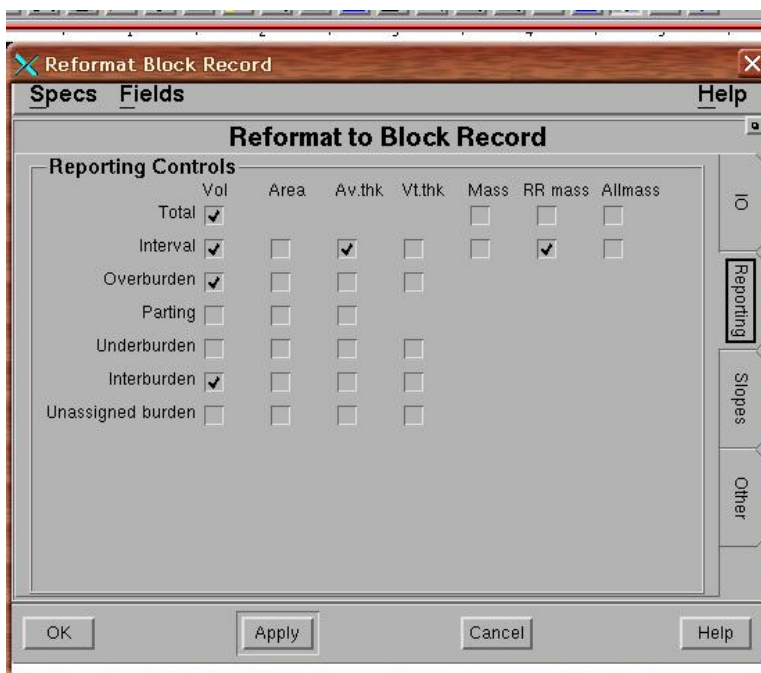 Reformat Block Record
Specs Fields Help
Reformat to Block Record
Reporting Controls
Vol Area Av.thk Vt.thk Mass RR mass Allmass
Total
Interval
Overburden
Parting
Underburden
Interburden
Unassigned burden
IO
Reporting
Slopes
Other
OK Apply Cancel Help